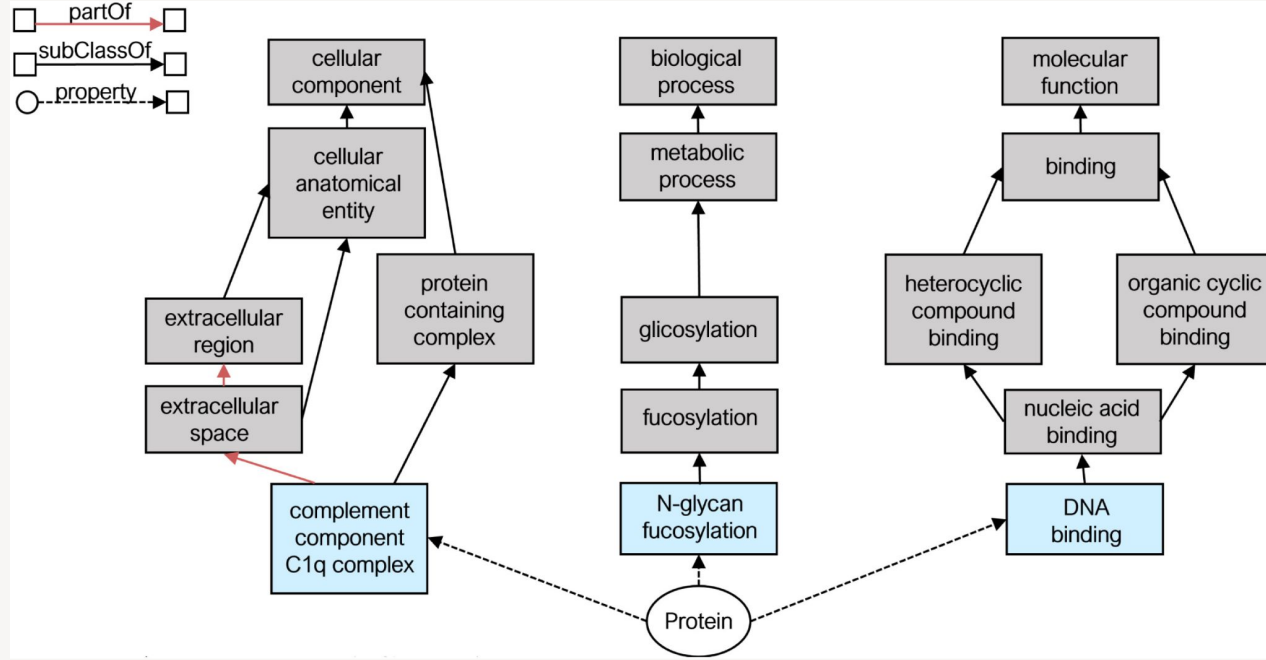 partOf
subClassOf
property
cellular
component
cellular
anatomical
entity
protein
containing
complex
extracellular
region
extracellular
space
complement
component
C1q complex
biological
process
metabolic
process
glicosylation
fucosylation
N-glycan
fucosylation
molecular
function
binding
heterocyclic
compound
binding
organic cyclic
compound
binding
nucleic acid
binding
DNA
binding
Protein